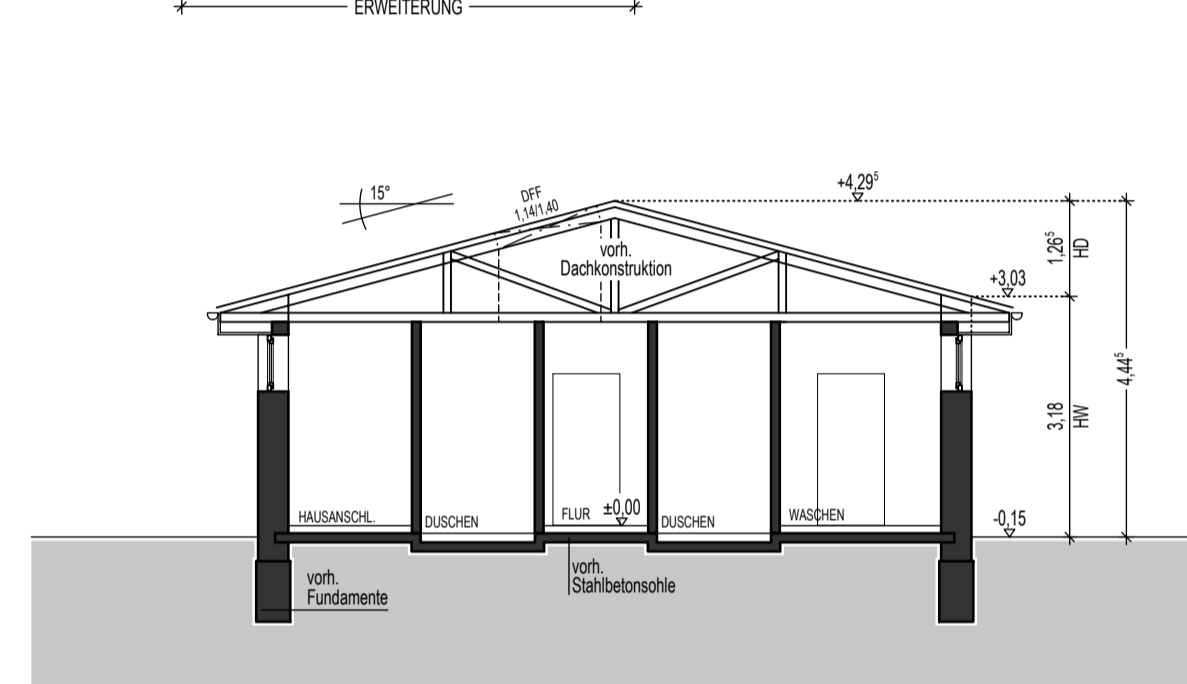 ERWEITERUNG
15°
DFF
1,14/1,40
+4,29⁵
vorh.
Dachkonstruktion
1,26⁵
HD
+3,03
4,44⁵
3,18
HW
HAUSANSCHL.
DUSCHEN
FLUR ±0,00
DUSCHEN
WASCHEN
-0,15
vorh.
Fundamente
vorh.
Stahlbetonsohle